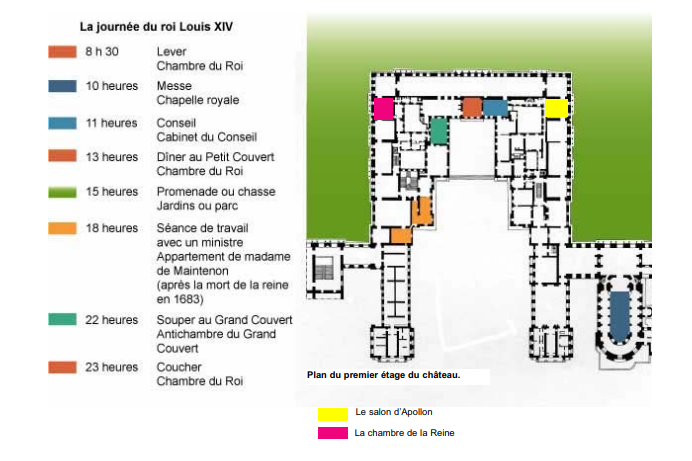 La journée du roi Louis XIV
8 h 30 Lever
Chambre du Roi
10 heures Messe
Chapelle royale
11 heures Conseil
Cabinet du Conseil
13 heures Dîner au Petit Couvert
Chambre du Roi
15 heures Promenade ou chasse
Jardins ou parc
18 heures Séance de travail
avec un ministre
Appartement de madame
de Maintenon
(après la mort de la reine
en 1683)
22 heures Souper au Grand Couvert
Antichambre du Grand
Couvert
23 heures Coucher
Chambre du Roi
Plan du premier étage du château.
Le salon d'Apollon
La chambre de la Reine